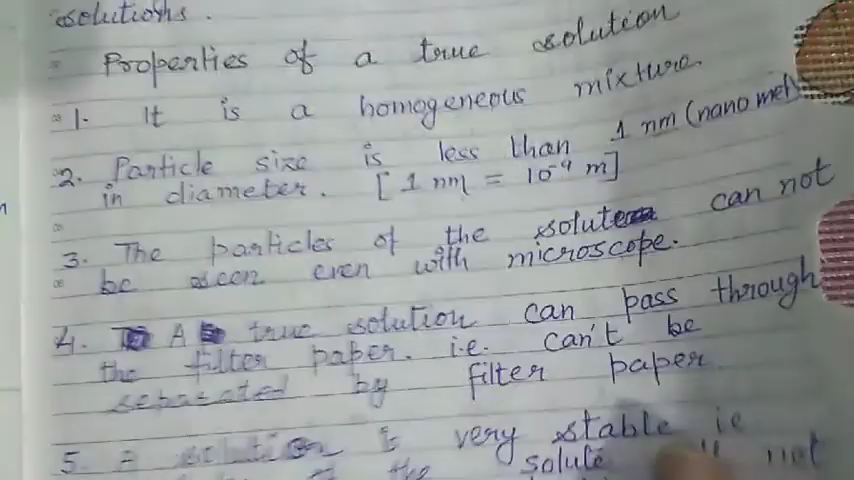 solutions.
Properties of a true solution
1. It is a homogeneous mixture.
2. Particle size is less than 1 nm (nano met
in diameter. [1 nm = 10⁻⁹ m]
3. The particles of the solute can not
be seen even with microscope.
4. A true solution can pass through
the filter paper. i.e. can't be
separated by filter paper
5. A solution is very stable ie
the solute not